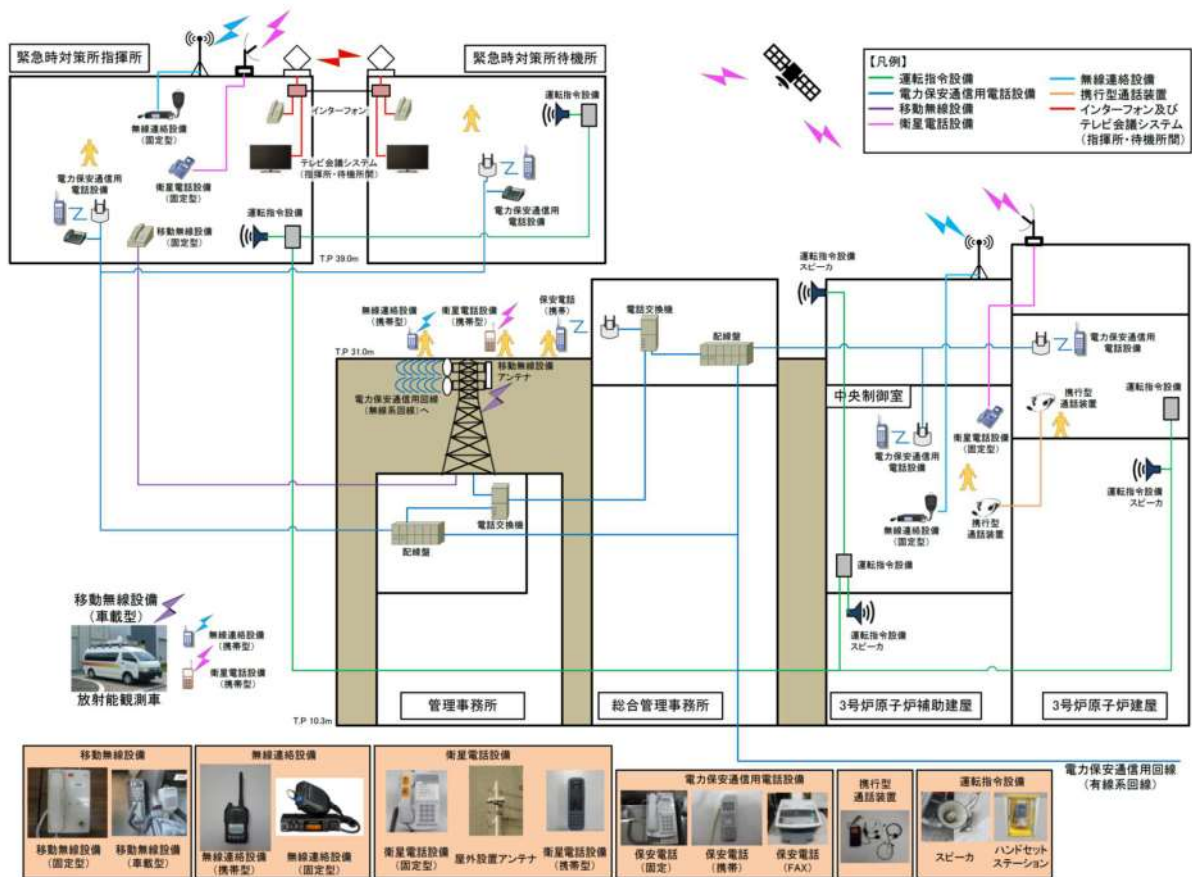 緊急時対策所指揮所
緊急時対策所待機所
【凡例】
運転指令設備
電力保安通信用電話設備
移動無線設備
衛星電話設備
無線連絡設備
携行型通話装置
インターフォン及び
テレビ会議システム
(指揮所・待機所間)
無線連絡設備
(固定型)
インターフォン
運転指令設備
電力保安通信用
電話設備
衛星電話設備
(固定型)
テレビ会議システム
(指揮所・待機所間)
移動無線設備
(固定型)
運転指令設備
電力保安通信用
電話設備
T.P 39.0m
運転指令設備
スピーカ
無線連絡設備
(携帯型)
衛星電話設備
(携帯型)
保安電話
(携帯)
電話交換機
配線盤
T.P 31.0m
移動無線設備
アンテナ
電力保安通信用回線
(無線系回線)へ
電力保安通信用
電話設備
中央制御室
携行型
通話装置
運転指令設備
衛星電話設備
(固定型)
電力保安通信用
電話設備
運転指令設備
スピーカ
無線連絡設備
(固定型)
携行型
通話装置
電話交換機
配線盤
運転指令設備
運転指令設備
スピーカ
移動無線設備
(車載型)
無線連絡設備
(携帯型)
衛星電話設備
(携帯型)
放射能観測車
T.P 10.3m
管理事務所
総合管理事務所
3号炉原子炉補助建屋
3号炉原子炉建屋
電力保安通信用回線
(有線系回線)
移動無線設備
移動無線設備
(固定型)
移動無線設備
(車載型)
無線連絡設備
無線連絡設備
(携帯型)
無線連絡設備
(固定型)
衛星電話設備
衛星電話設備
(固定型)
屋外設置アンテナ
衛星電話設備
(携帯型)
電力保安通信用電話設備
保安電話
(固定)
保安電話
(携帯)
保安電話
(FAX)
携行型
通話装置
運転指令設備
スピーカ
ハンドセット
ステーション